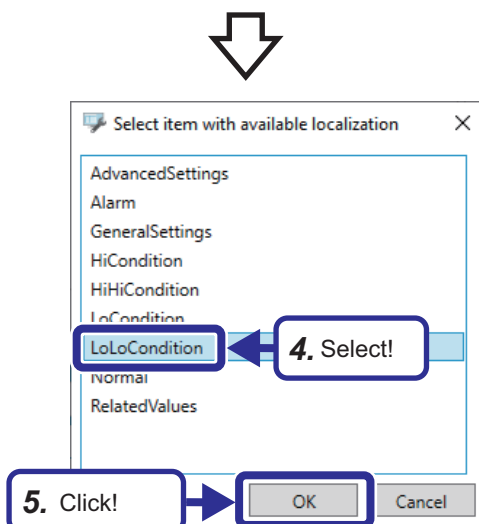 Select item with available localization
AdvancedSettings
Alarm
GeneralSettings
HiCondition
HiHiCondition
LoCondition
LoLoCondition
4. Select!
Normal
RelatedValues
5. Click!
OK
Cancel